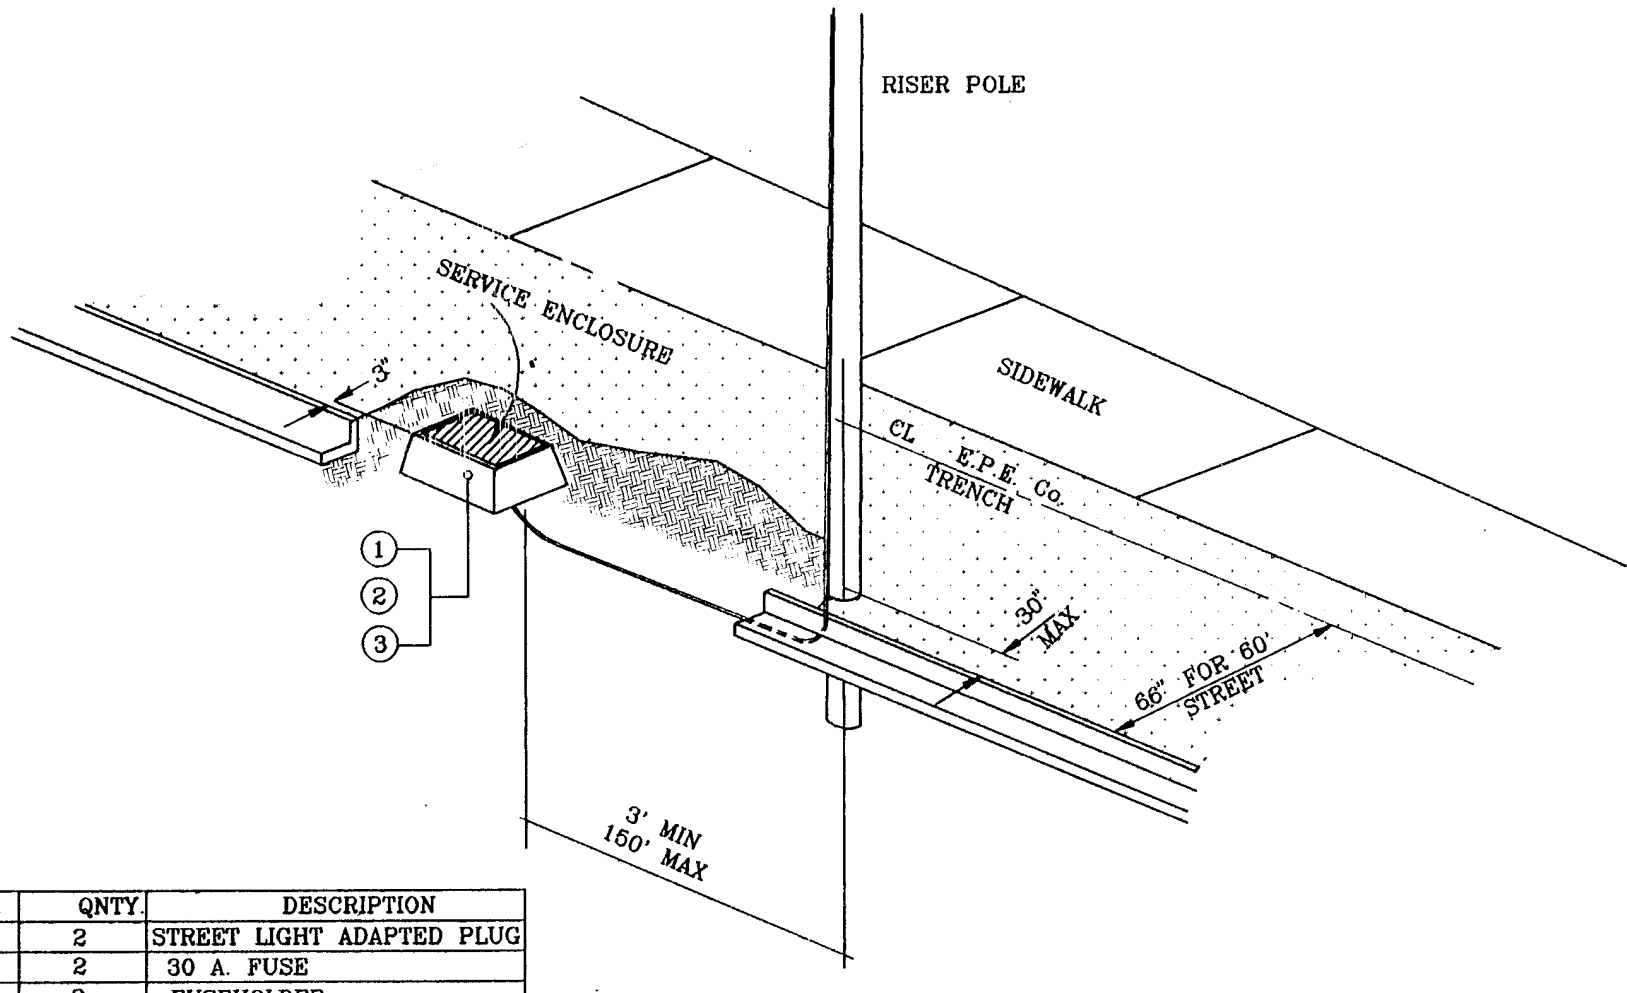 RISER POLE
SERVICE ENCLOSURE
3"
SIDEWALK
CL E.P.E. CO.
TRENCH
1
2
3
30"
MAX
66" FOR 60'
STREET
3' MIN
150' MAX
QNTY. DESCRIPTION
2 STREET LIGHT ADAPTED PLUG
2 30 A. FUSE